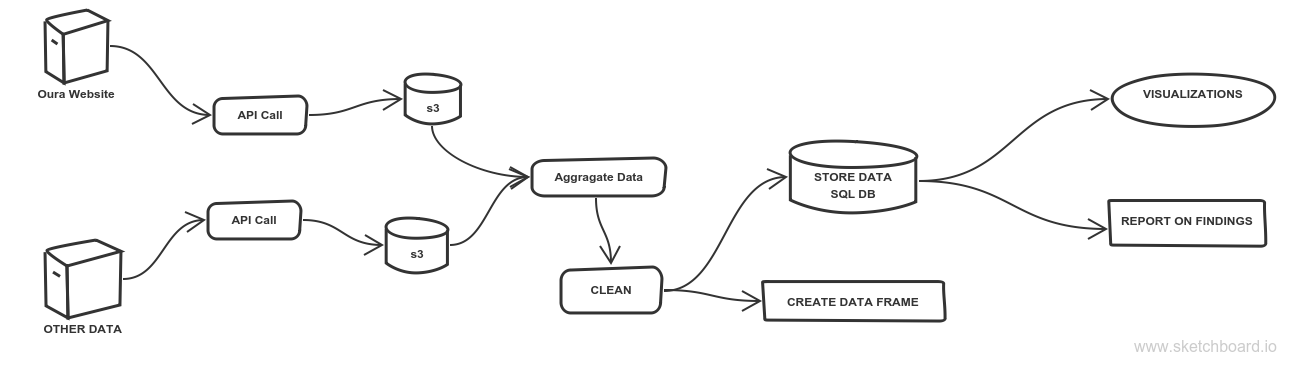 Oura Website
API Call
s3
API Call
s3
OTHER DATA
Aggragate Data
CLEAN
STORE DATA
SQL DB
CREATE DATA FRAME
VISUALIZATIONS
REPORT ON FINDINGS
www.sketchboard.io